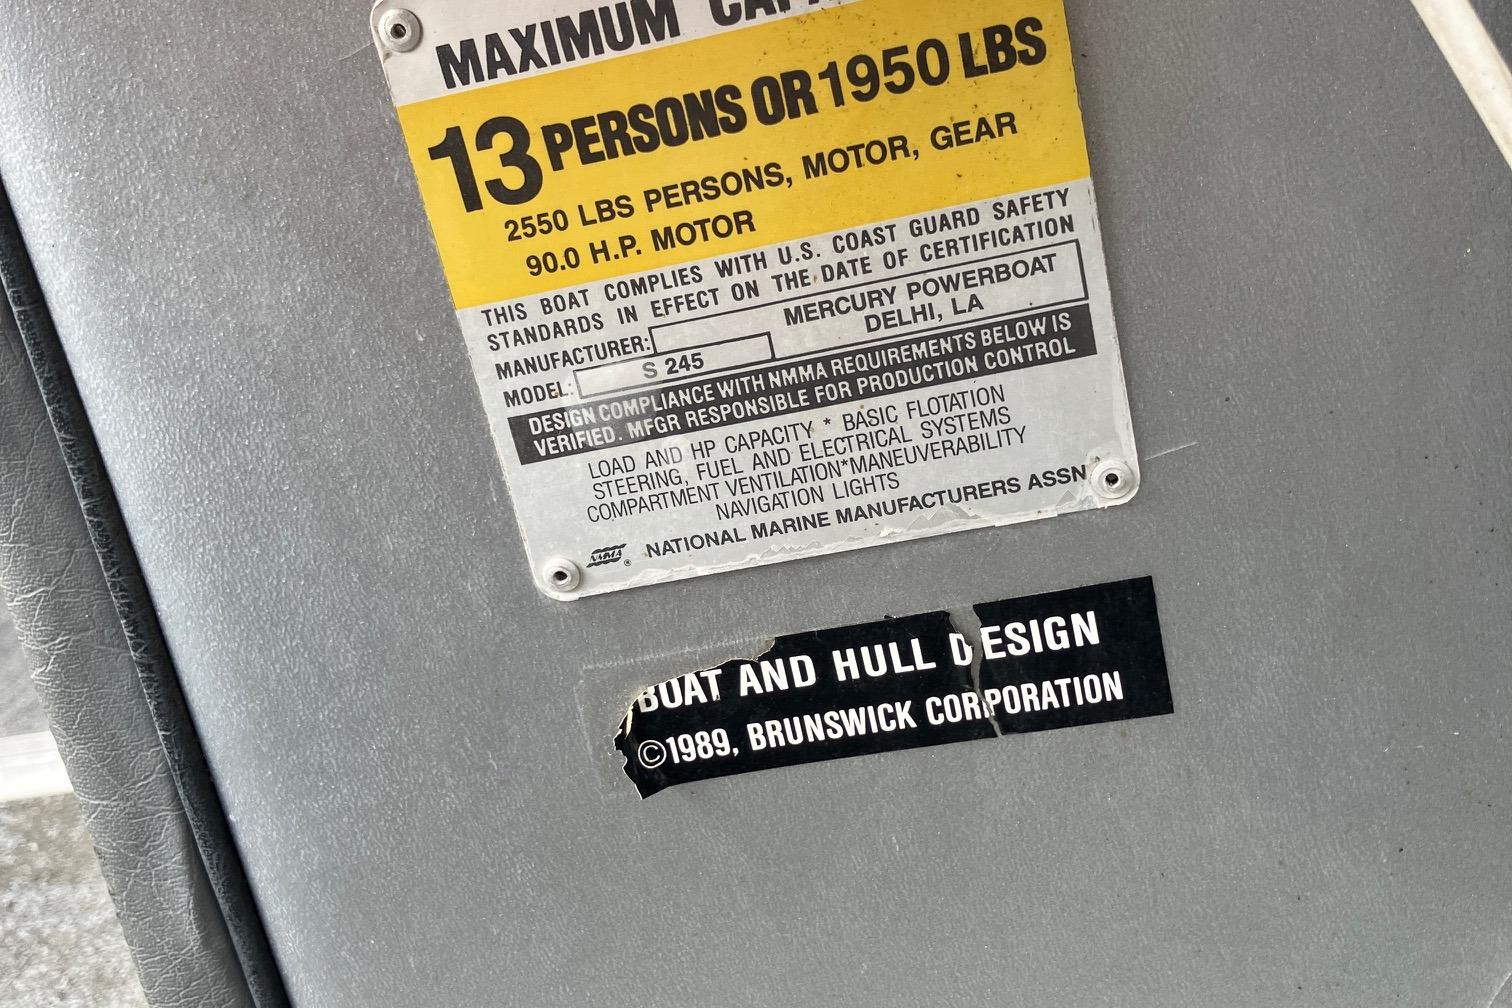 MAXIMUM
13 PERSONS OR 1950 LBS
2550 LBS PERSONS, MOTOR, GEAR
90.0 H.P. MOTOR
THIS BOAT COMPLIES WITH U.S. COAST GUARD SAFETY
STANDARDS IN EFFECT ON THE DATE OF CERTIFICATION
MANUFACTURER: MERCURY POWERBOAT
DELHI, LA
MODEL: S 245
DESIGN COMPLIANCE WITH NMMA REQUIREMENTS BELOW IS
VERIFIED. MFGR RESPONSIBLE FOR PRODUCTION CONTROL
LOAD AND HP CAPACITY * BASIC FLOTATION
STEERING, FUEL AND ELECTRICAL SYSTEMS
COMPARTMENT VENTILATION*MANEUVERABILITY
NAVIGATION LIGHTS
NMMA ® NATIONAL MARINE MANUFACTURERS ASSN
BOAT AND HULL DESIGN
©1989, BRUNSWICK CORPORATION